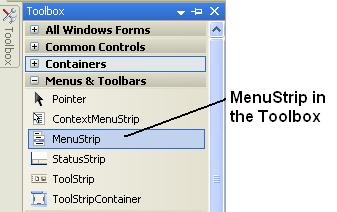 Toolbox
Toolbox
All Windows Forms
Common Controls
Containers
Menus & Toolbars
Pointer
ContextMenuStrip
MenuStrip
StatusStrip
ToolStrip
ToolStripContainer
MenuStrip in
the Toolbox